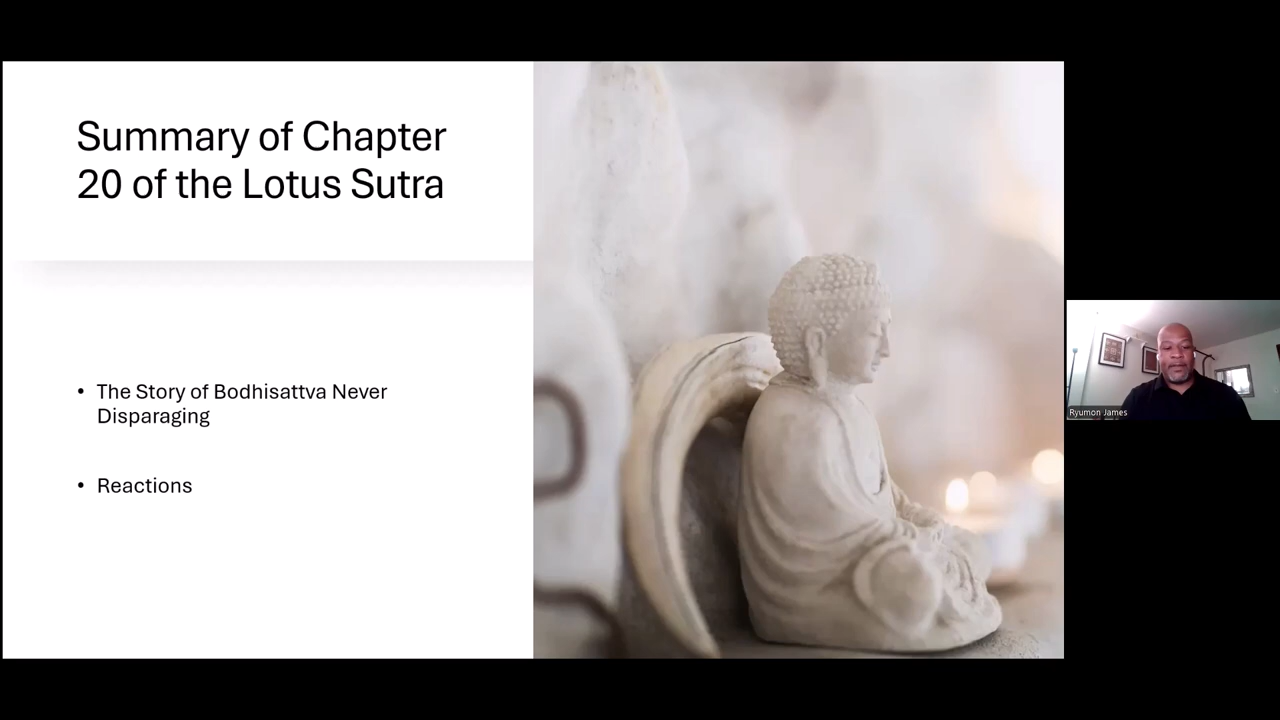 Summary of Chapter
20 of the Lotus Sutra
• The Story of Bodhisattva Never
Disparaging
• Reactions
Ryumon James